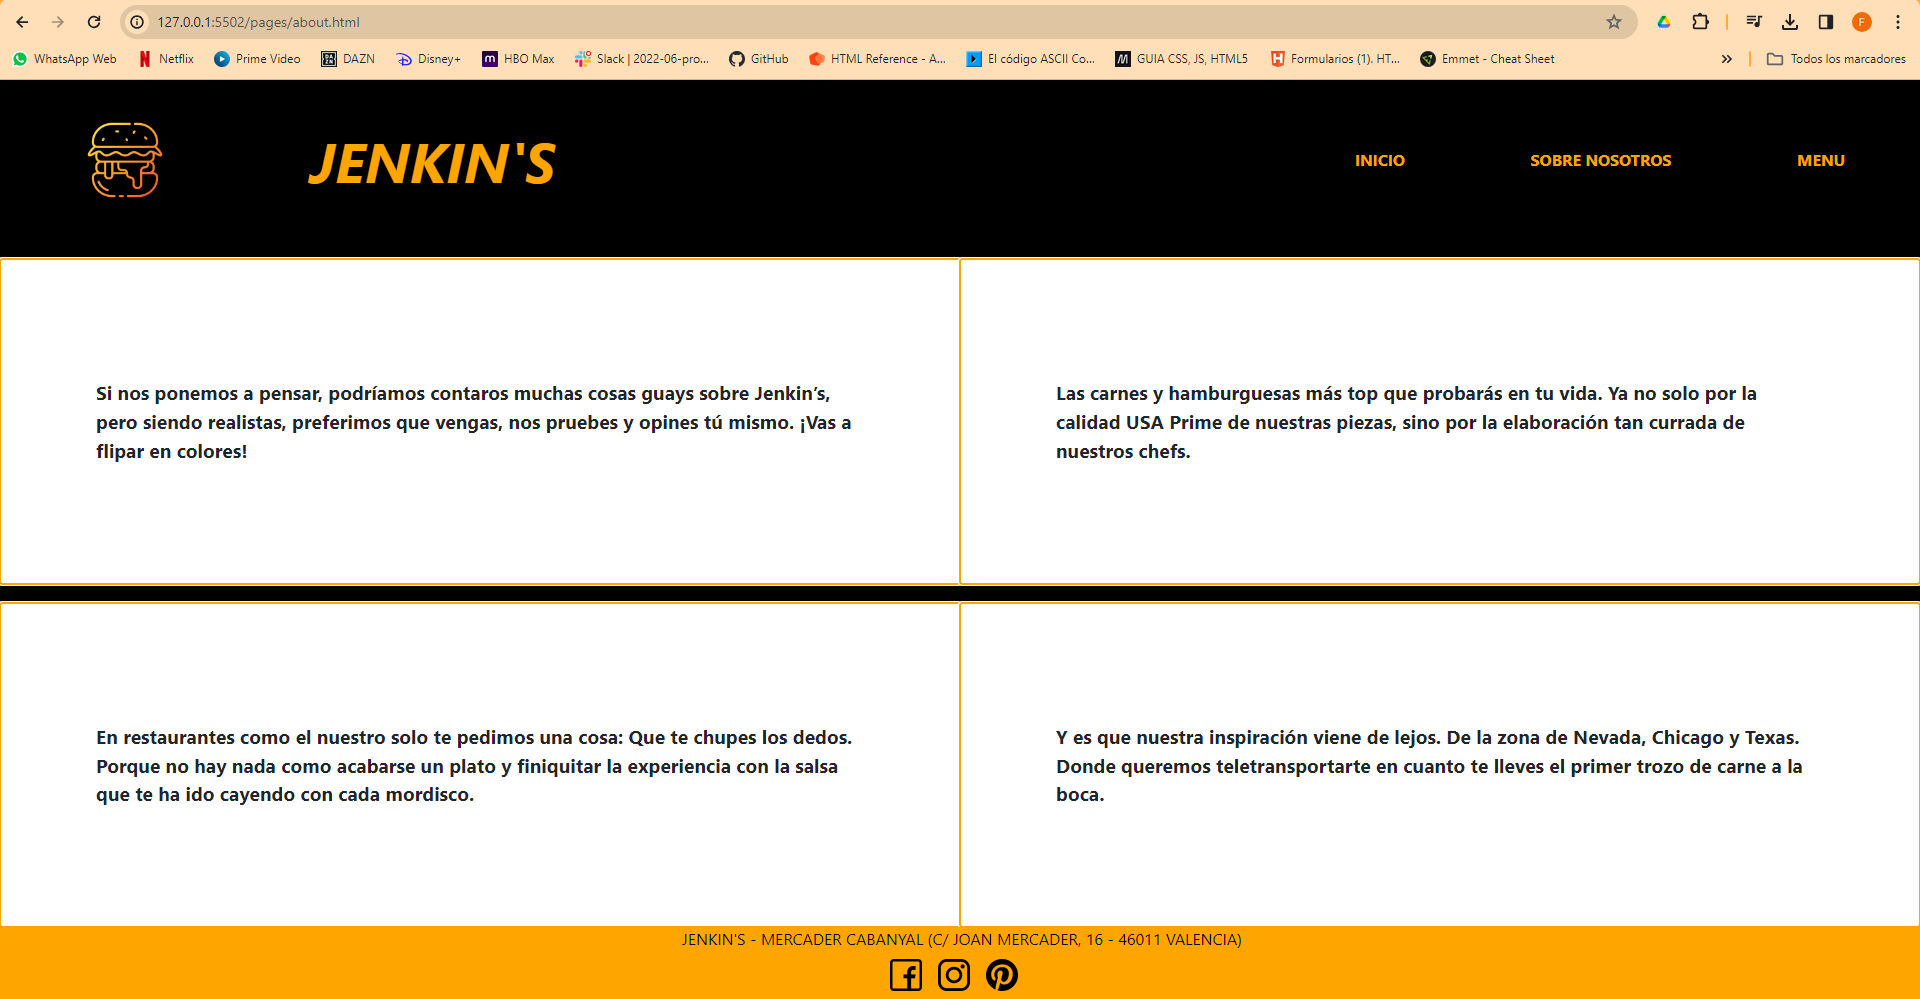 127.0.0.1:5502/pages/about.html
F
WhatsApp Web Netflix Prime Video DAZN Disney+ HBO Max Slack | 2022-06-pro... GitHub HTML Reference - A... El código ASCII Co... GUIA CSS, JS, HTML5 Formularios (1). HT... Emmet - Cheat Sheet » Todos los marcadores
JENKIN'S
INICIO SOBRE NOSOTROS MENU
Si nos ponemos a pensar, podríamos contaros muchas cosas guays sobre Jenkin’s,
pero siendo realistas, preferimos que vengas, nos pruebes y opines tú mismo. ¡Vas a
flipar en colores!
Las carnes y hamburguesas más top que probarás en tu vida. Ya no solo por la
calidad USA Prime de nuestras piezas, sino por la elaboración tan currada de
nuestros chefs.
En restaurantes como el nuestro solo te pedimos una cosa: Que te chupes los dedos.
Porque no hay nada como acabarse un plato y finiquitar la experiencia con la salsa
que te ha ido cayendo con cada mordisco.
Y es que nuestra inspiración viene de lejos. De la zona de Nevada, Chicago y Texas.
Donde queremos teletransportarte en cuanto te lleves el primer trozo de carne a la
boca.
JENKIN'S - MERCADER CABANYAL (C/ JOAN MERCADER, 16 - 46011 VALENCIA)